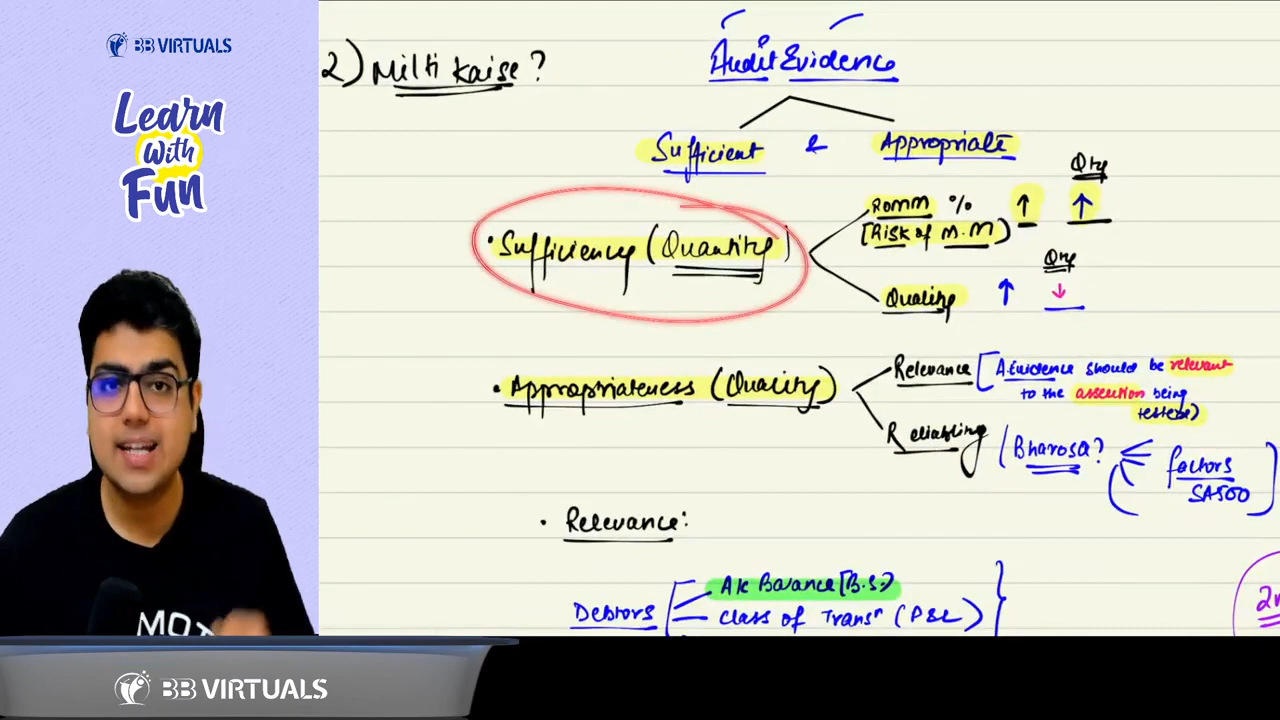 BB VIRTUALS
Learn
With
Fun
2) Milti Kaise?
Audit Evidence
Sufficient & Appropriate
• Sufficiency (Quantity)
ROMM % ↑ Qty ↑
[Risk of M.M]
Quality ↑ Qty ↓
• Appropriateness (Quality)
Relevance [A.Evidence should be relevant
to the assertion being
tested)
Reliability (Bharosa? factors
SA500
• Relevance:
Debtors
A/c Balance [B.S.)
Class of Transn (P&L)
2n
MOT
BB VIRTUALS